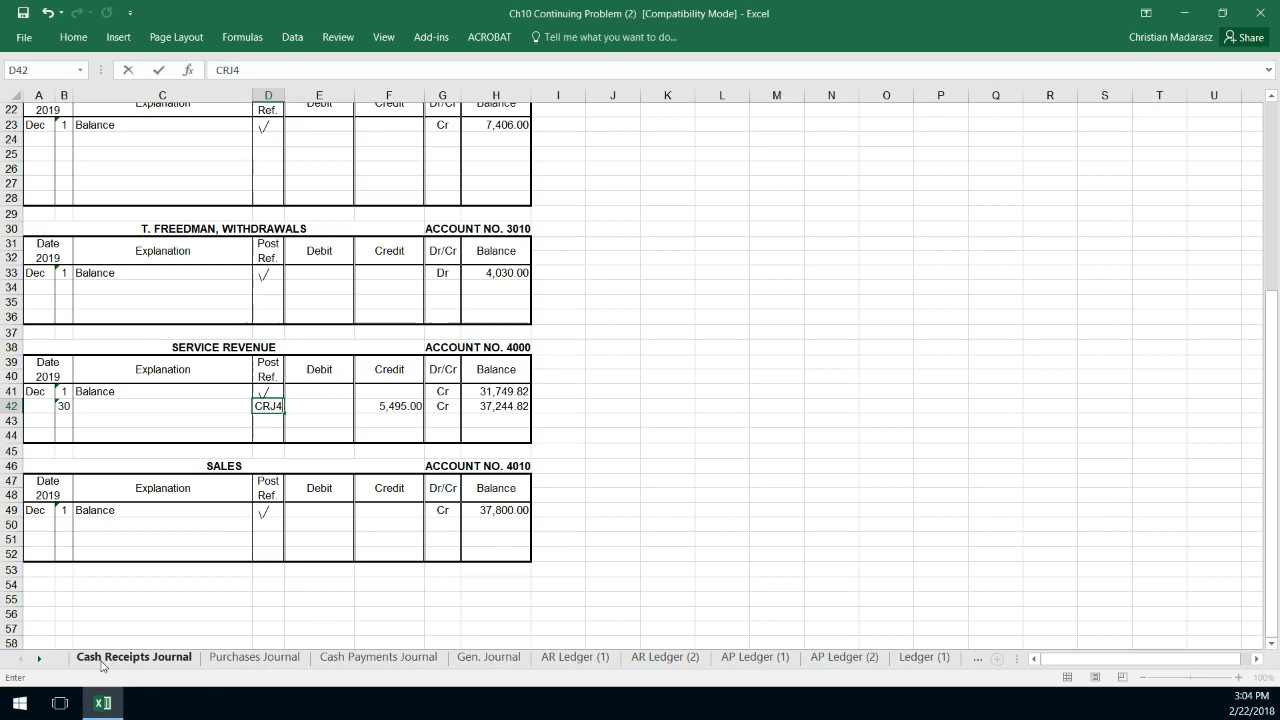 Ch10 Continuing Problem (2) [Compatibility Mode] - Excel
File Home Insert Page Layout Formulas Data Review View Add-ins ACROBAT Tell me what you want to do... Christian Madarasz Share
D42 fx CRJ4
A B C D E F G H I J K L M N O P Q R S T U
22 2019 Explanation Ref. Debit Credit Dr/Cr Balance
23 Dec 1 Balance √ Cr 7,406.00
24
25
26
27
28
29
30 T. FREEDMAN, WITHDRAWALS ACCOUNT NO. 3010
31 Date Post
Explanation Debit Credit Dr/Cr Balance
32 2019 Ref.
33 Dec 1 Balance √ Dr 4,030.00
34
35
36
37
38 SERVICE REVENUE ACCOUNT NO. 4000
39 Date Post
Explanation Debit Credit Dr/Cr Balance
40 2019 Ref.
41 Dec 1 Balance √ Cr 31,749.82
42 30 CRJ4 5,495.00 Cr 37,244.82
43
44
45
46 SALES ACCOUNT NO. 4010
47 Date Post
Explanation Debit Credit Dr/Cr Balance
48 2019 Ref.
49 Dec 1 Balance √ Cr 37,800.00
50
51
52
53
54
55
56
57
58
Cash Receipts Journal Purchases Journal Cash Payments Journal Gen. Journal AR Ledger (1) AR Ledger (2) AP Ledger (1) AP Ledger (2) Ledger (1) ...
Enter 100%
3:04 PM
2/22/2018